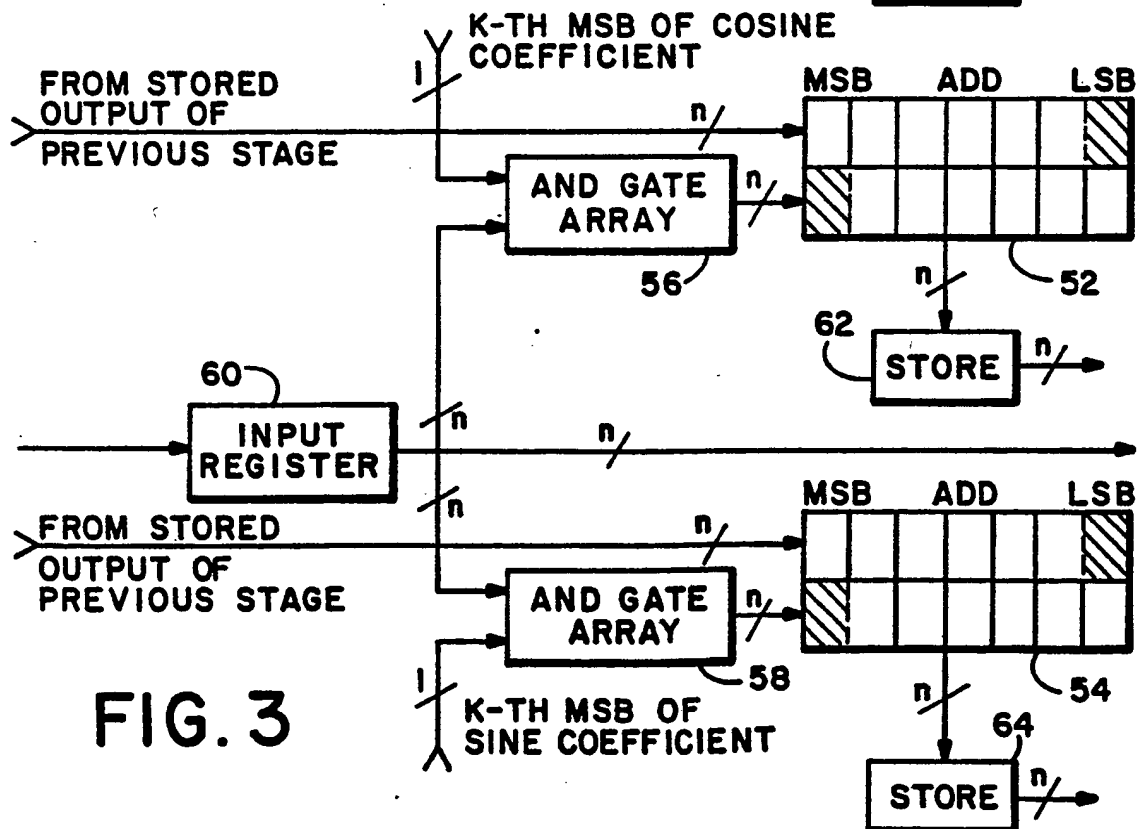 K-TH MSB OF COSINE
COEFFICIENT
1
FROM STORED
OUTPUT OF
PREVIOUS STAGE
MSB ADD LSB
n
AND GATE
ARRAY
n
56
n
52
62
STORE
n
60
INPUT
REGISTER
n
n
n
MSB ADD LSB
FROM STORED
OUTPUT OF
PREVIOUS STAGE
n
AND GATE
ARRAY
n
58
n
54
1
K-TH MSB OF
SINE COEFFICIENT
FIG. 3
64
STORE
n